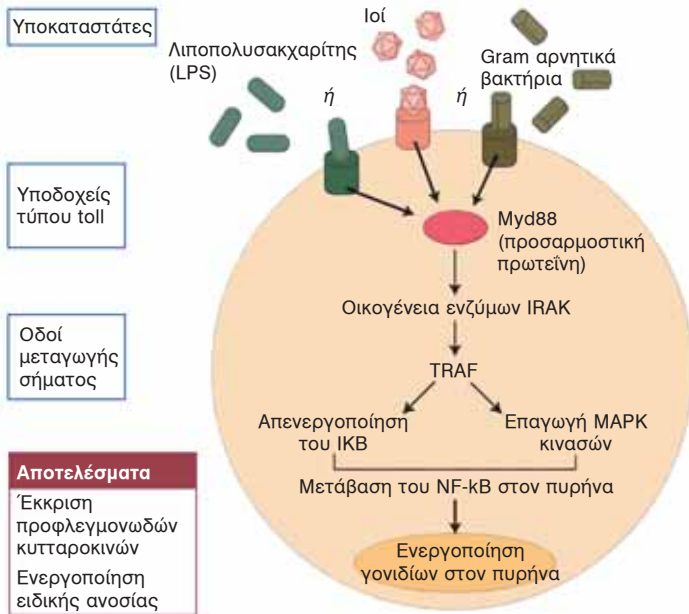 Υποκαταστάτες
Ιοί
Λιποπολυσακχαρίτης
(LPS)
Gram αρνητικά
βακτήρια
ή
ή
Υποδοχείς
τύπου toll
Myd88
(προσαρμοστική
πρωτεΐνη)
Οικογένεια ενζύμων IRAK
Οδοί
μεταγωγής
σήματος
TRAF
Απενεργοποίηση
του IKB
Επαγωγή MAPK
κινασών
Μετάβαση του NF-kB στον πυρήνα
Ενεργοποίηση
γονιδίων στον πυρήνα
Αποτελέσματα
Έκκριση
προφλεγμονωδών
κυτταροκινών
Ενεργοποίηση
ειδικής ανοσίας